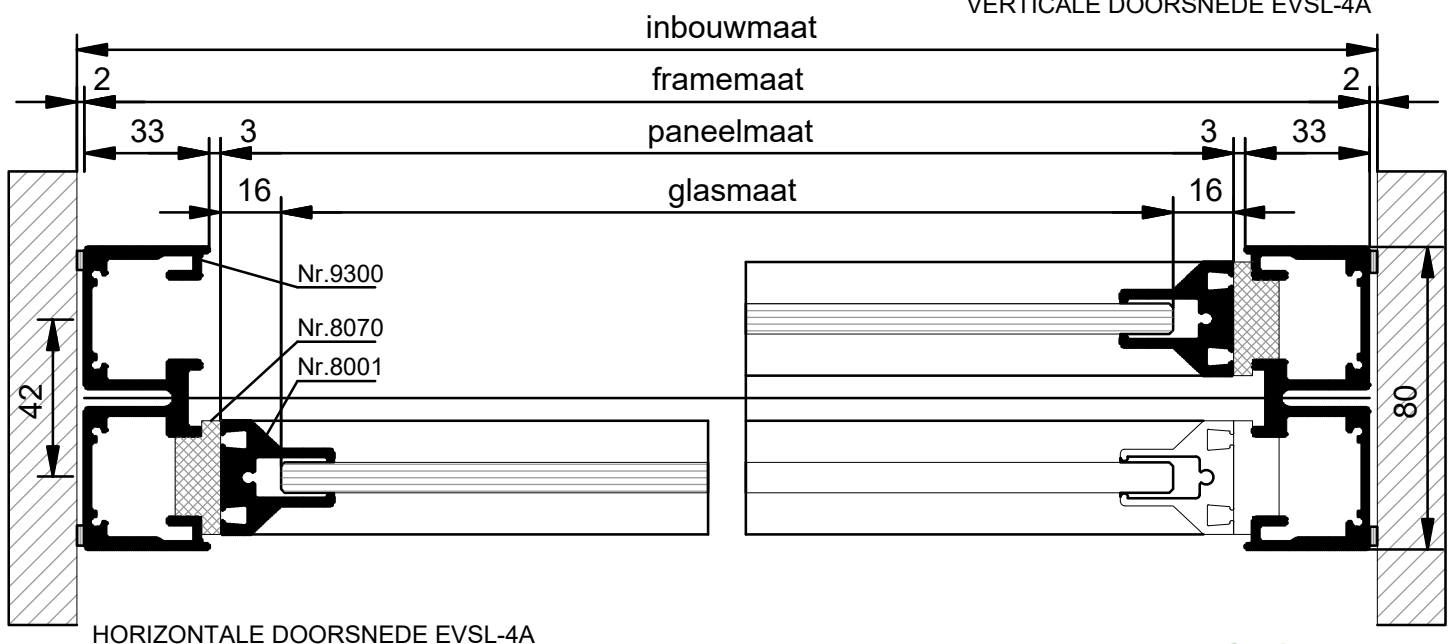 VERTICALE DOORSNEDE EVSL-4A
inbouwmaat
2 framemaat 2
33 3 paneelmaat 3 33
16 glasmaat 16
Nr.9300
Nr.8070
Nr.8001
42
80
HORIZONTALE DOORSNEDE EVSL-4A